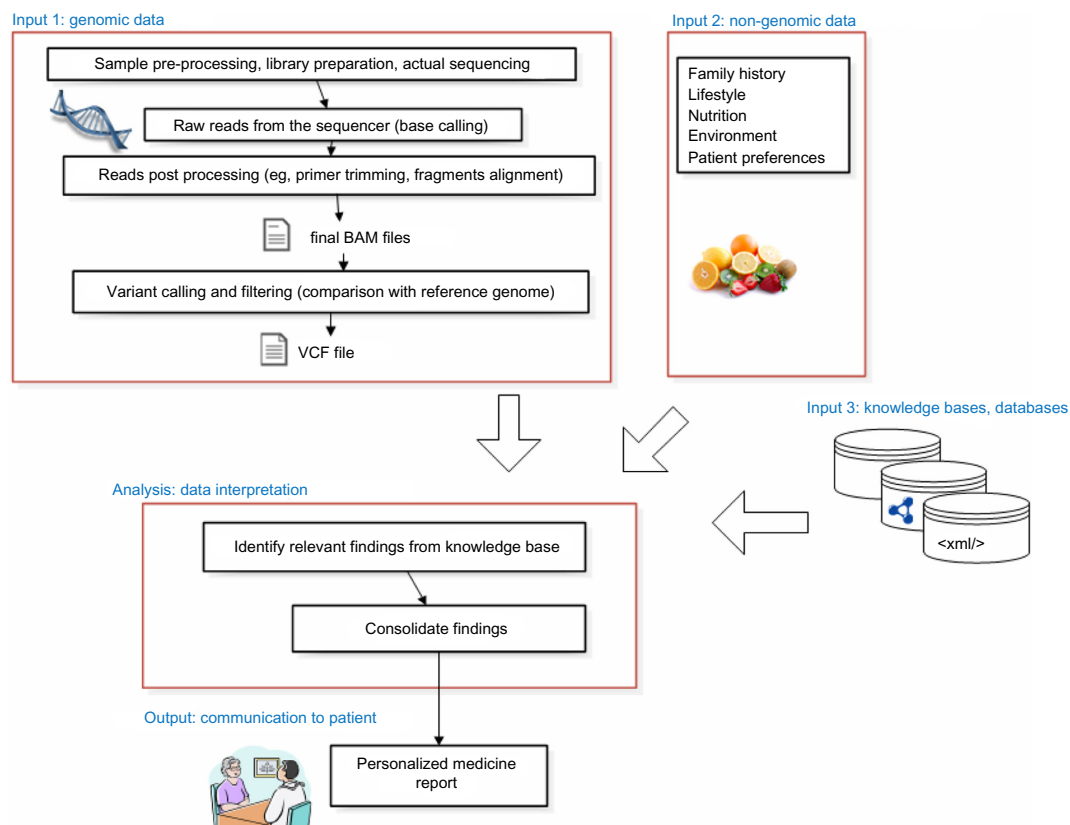 Input 1: genomic data
Sample pre-processing, library preparation, actual sequencing
Raw reads from the sequencer (base calling)
Reads post processing (eg, primer trimming, fragments alignment)
final BAM files
Variant calling and filtering (comparison with reference genome)
VCF file
Input 2: non-genomic data
Family history
Lifestyle
Nutrition
Environment
Patient preferences
Input 3: knowledge bases, databases
<xml/>
Analysis: data interpretation
Identify relevant findings from knowledge base
Consolidate findings
Output: communication to patient
Personalized medicine
report